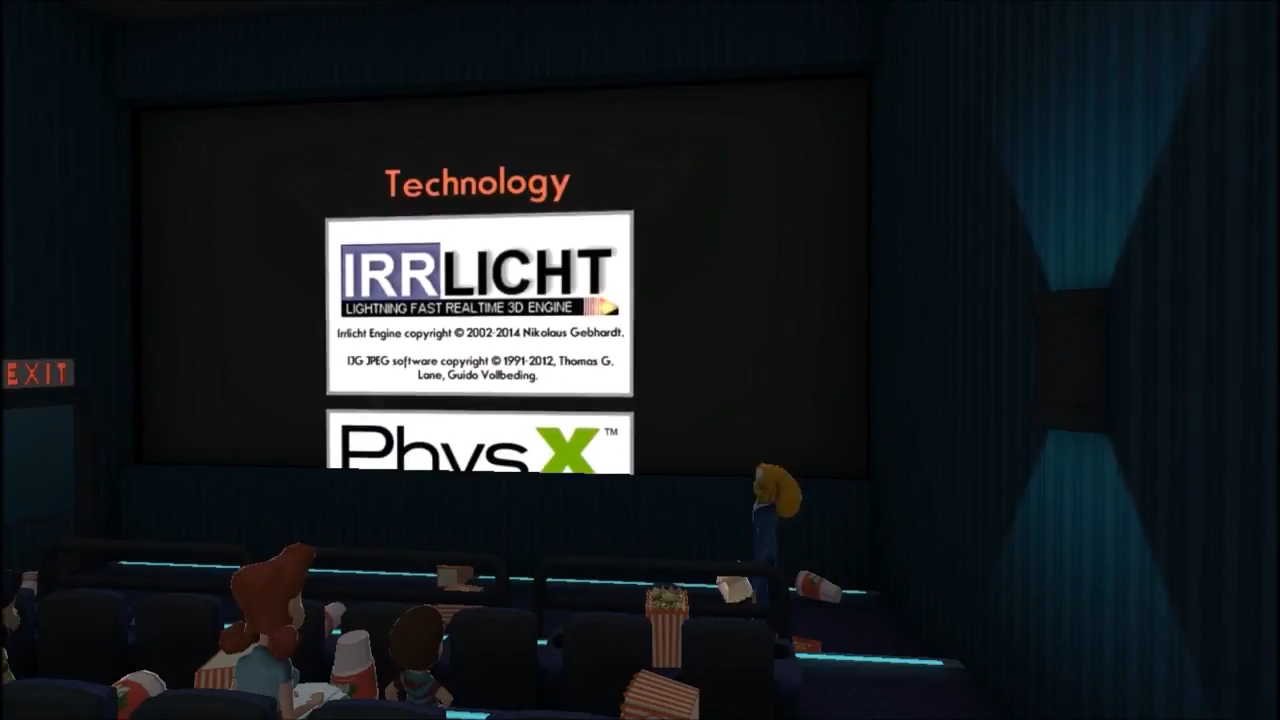 Technology
IRRLICHT
LIGHTNING FAST REALTIME 3D ENGINE
Irrlicht Engine copyright © 2002-2014 Nikolaus Gebhardt.
IJG JPEG software copyright © 1991-2012, Thomas G.
Lane, Guido Vollbeding.
EXIT
PhysX™